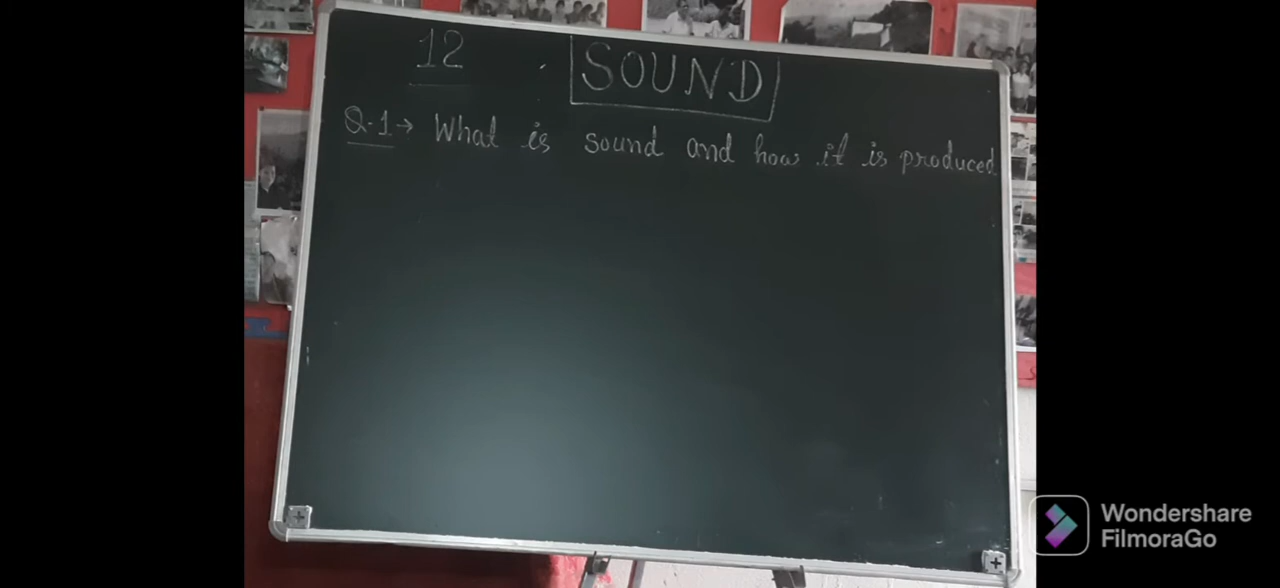 12 SOUND
Q.1→ What is sound and how it is produced
Wondershare
FilmoraGo